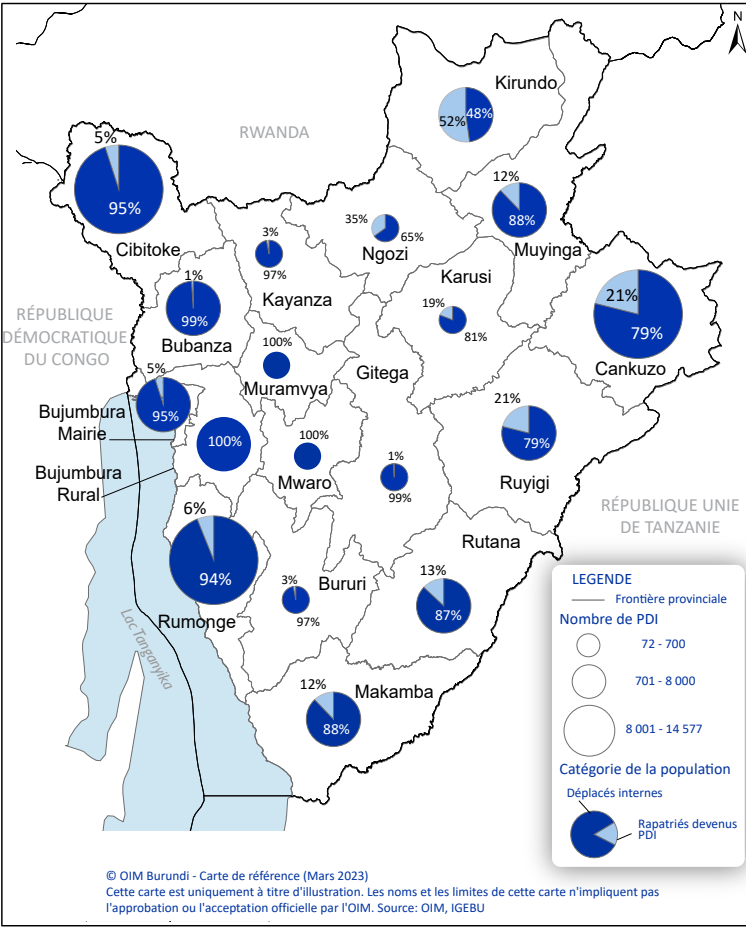 N
Kirundo
52%
48%
RWANDA
5%
95%
Cibitoke
12%
88%
Muyinga
35%
65%
Ngozi
3%
97%
Kayanza
Karusi
19%
81%
21%
79%
Cankuzo
1%
99%
Bubanza
RÉPUBLIQUE
DÉMOCRATIQUE
DU CONGO
100%
Muramvya
Gitega
5%
95%
Bujumbura
Mairie
100%
Bujumbura
Rural
100%
Mwaro
1%
99%
21%
79%
Ruyigi
RÉPUBLIQUE UNIE
DE TANZANIE
6%
94%
Rumonge
3%
97%
Bururi
Rutana
13%
87%
Lac Tanganyika
12%
88%
Makamba
LEGENDE
Frontière provinciale
Nombre de PDI
72 - 700
701 - 8 000
8 001 - 14 577
Catégorie de la population
Déplacés internes
Rapatriés devenus
PDI
© OIM Burundi - Carte de référence (Mars 2023)
Cette carte est uniquement à titre d'illustration. Les noms et les limites de cette carte n'impliquent pas
l'approbation ou l'acceptation officielle par l'OIM. Source: OIM, IGEBU